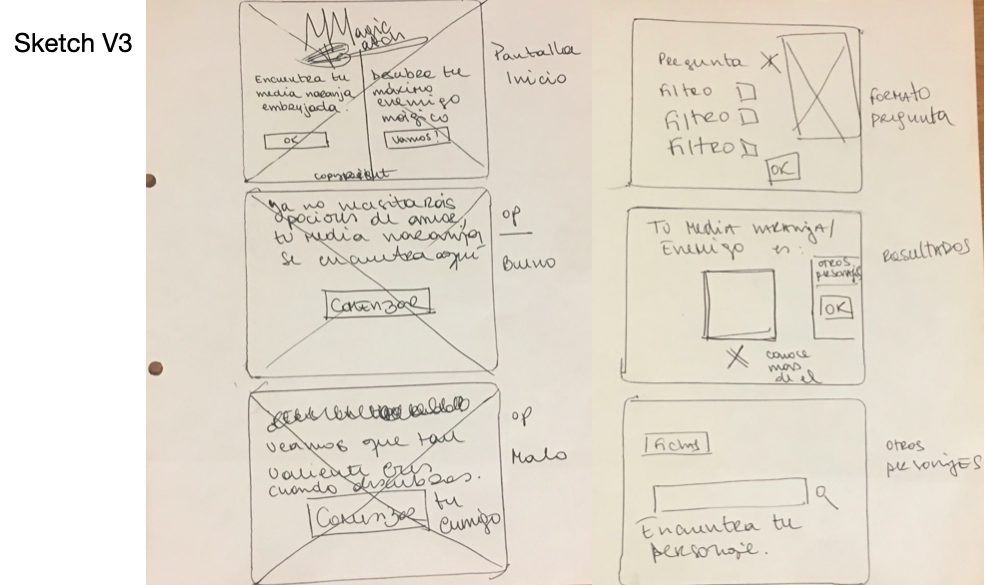 Sketch V3
Magic
Match
Encuentra tu
media naranja
embrujada.
OK
Descubre tu
máximo
enemigo
mágico
Vamos!
copyright
Pantalla
Inicio
Ya no necesitarás
pociones de amor,
tu media naranja
se encuentra aquí
Comenzar
op
Bueno
veamos que tan
valiente eres
cuando descubras.
tu
Enemigo
Comenzar
op
Malo
Pregunta X
Filtro
Filtro
Filtro
OK
FORMATO
pregunta
TU MEDIA NARANJA/
Enemigo es:
otros
personajes
OK
X conoce
mas
de el
RESULTADOS
Fichas
Encuentra tu
personaje.
otros
personajes